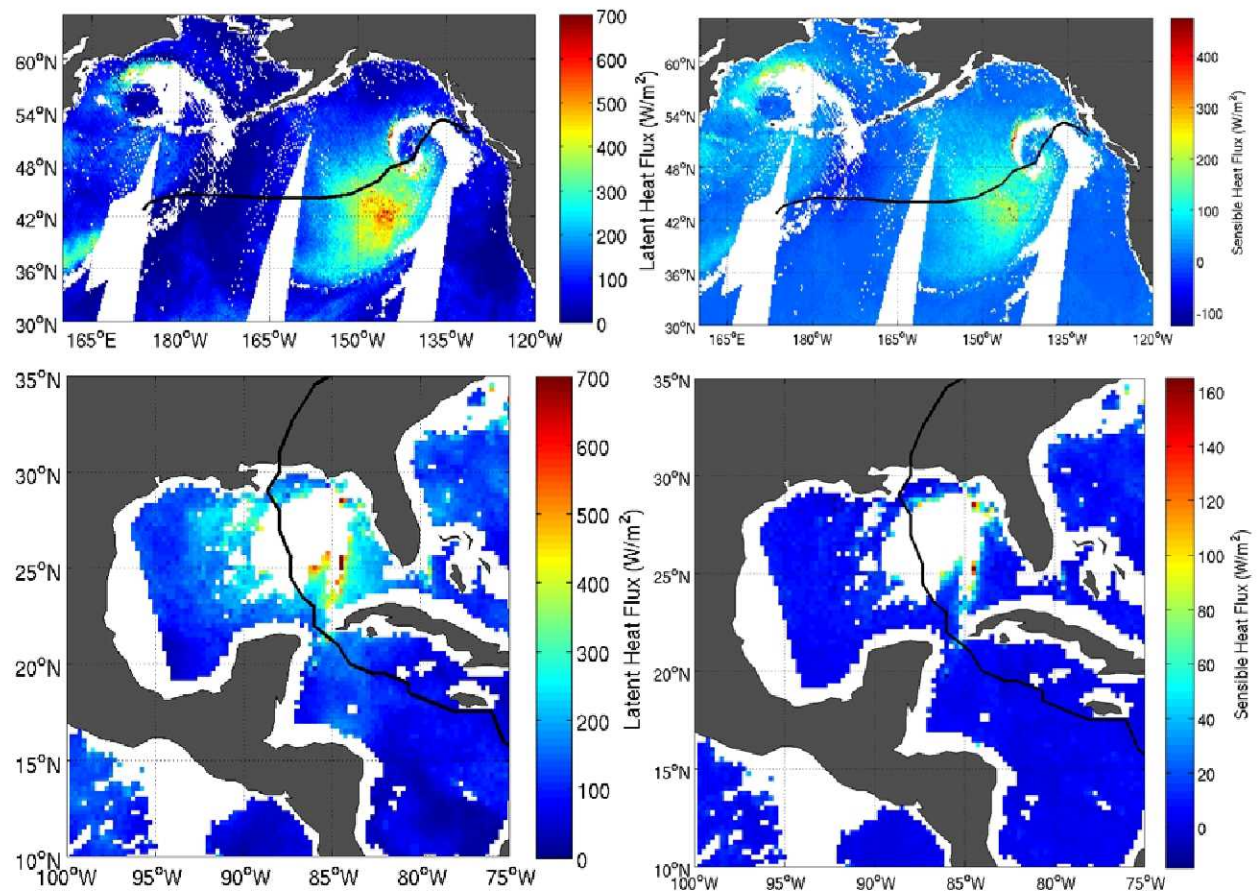 700
600
500
400
300
200
100
0
Latent Heat Flux (W/m²)
60°N
54°N
48°N
42°N
36°N
30°N
165°E 180°W 165°W 150°W 135°W 120°W
400
300
200
100
0
-100
Sensible Heat Flux (W/m²)
60°N
54°N
48°N
42°N
36°N
30°N
165°E 180°W 165°W 150°W 135°W 120°W
35°N
30°N
25°N
20°N
15°N
10°N
100°W 95°W 90°W 85°W 80°W 75°W
700
600
500
400
300
200
100
0
Latent Heat Flux (W/m²)
35°N
30°N
25°N
20°N
15°N
10°N
100°W 95°W 90°W 85°W 80°W 75°W
160
140
120
100
80
60
40
20
0
Sensible Heat Flux (W/m²)